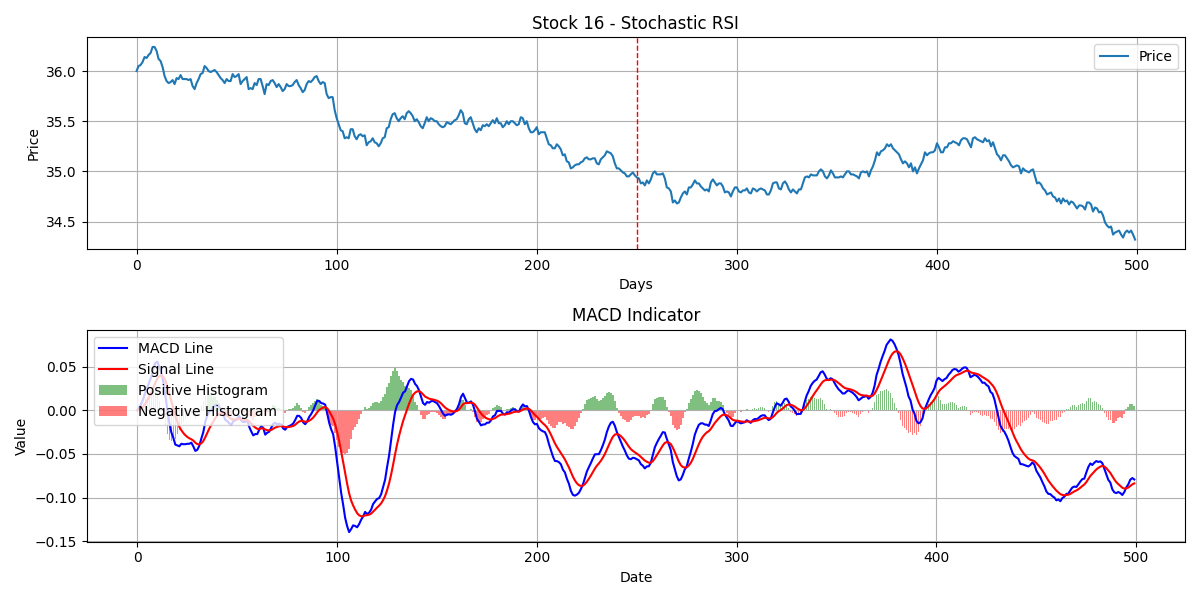 Stock 16 - Stochastic RSI
Price
36.0
35.5
35.0
34.5
Price
0 100 200 300 400 500
Days
MACD Indicator
MACD Line
Signal Line
Positive Histogram
Negative Histogram
0.05
0.00
−0.05
−0.10
−0.15
Value
0 100 200 300 400 500
Date